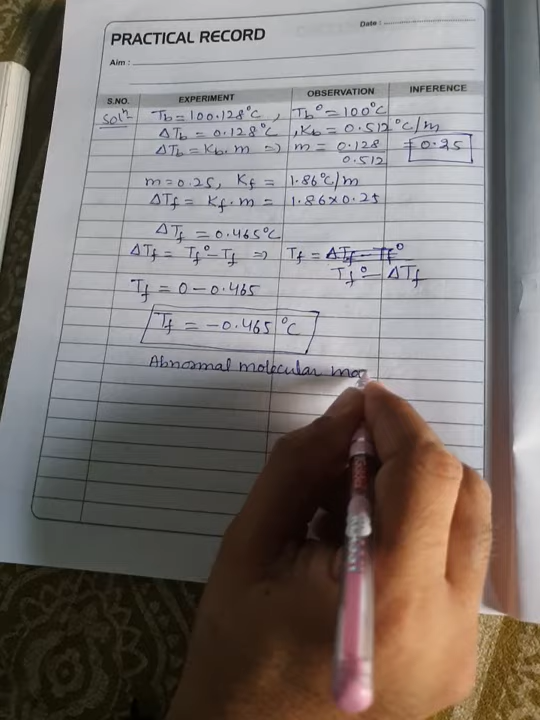 PRACTICAL RECORD
Date :
Aim :
S.NO. EXPERIMENT OBSERVATION INFERENCE
Solⁿ Tb = 100.128°C , Tb° = 100°C
ΔTb = 0.128°C , Kb = 0.512 °C/m
ΔTb = Kb . m ⇒ m = 0.128 / 0.512 = 0.25
m = 0.25, Kf = 1.86°C/m
ΔTf = Kf . m = 1.86 x 0.25
ΔTf = 0.465°C
ΔTf = Tf° - Tf ⇒ Tf = ΔTf - Tf°
Tf° - ΔTf
Tf = 0 - 0.465
Tf = -0.465 °C
Abnormal molecular ma